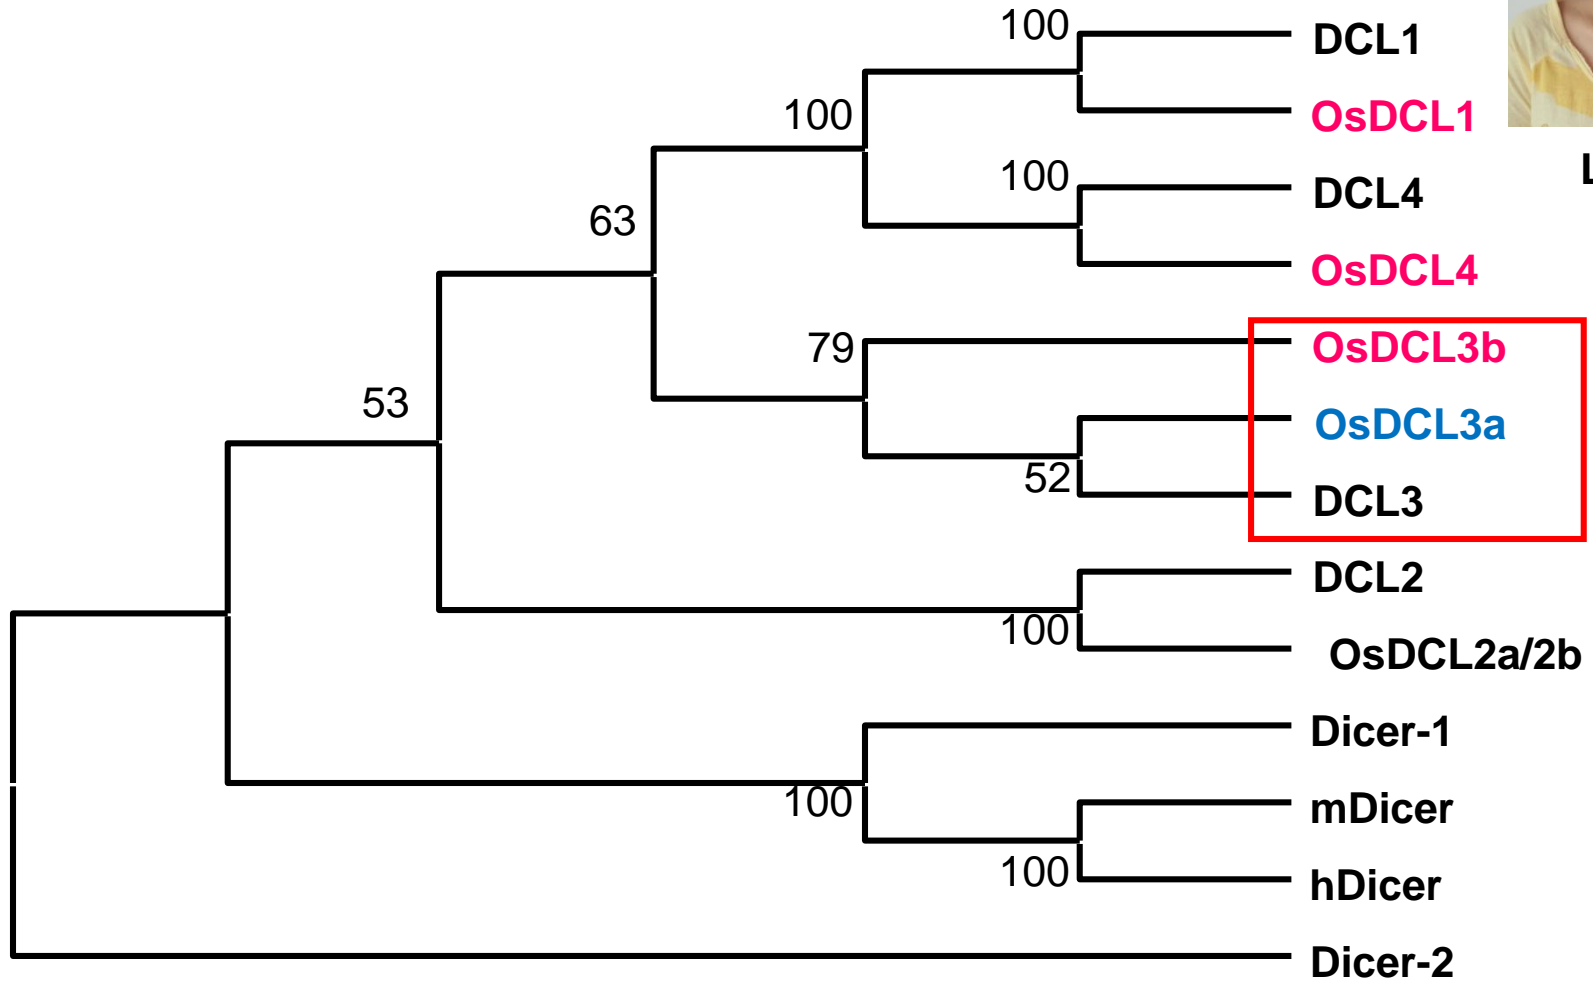 100
DCL1
100
OsDCL1
L
100
DCL4
63
OsDCL4
79
OsDCL3b
53
OsDCL3a
52
DCL3
DCL2
100
OsDCL2a/2b
Dicer-1
100
mDicer
100
hDicer
Dicer-2